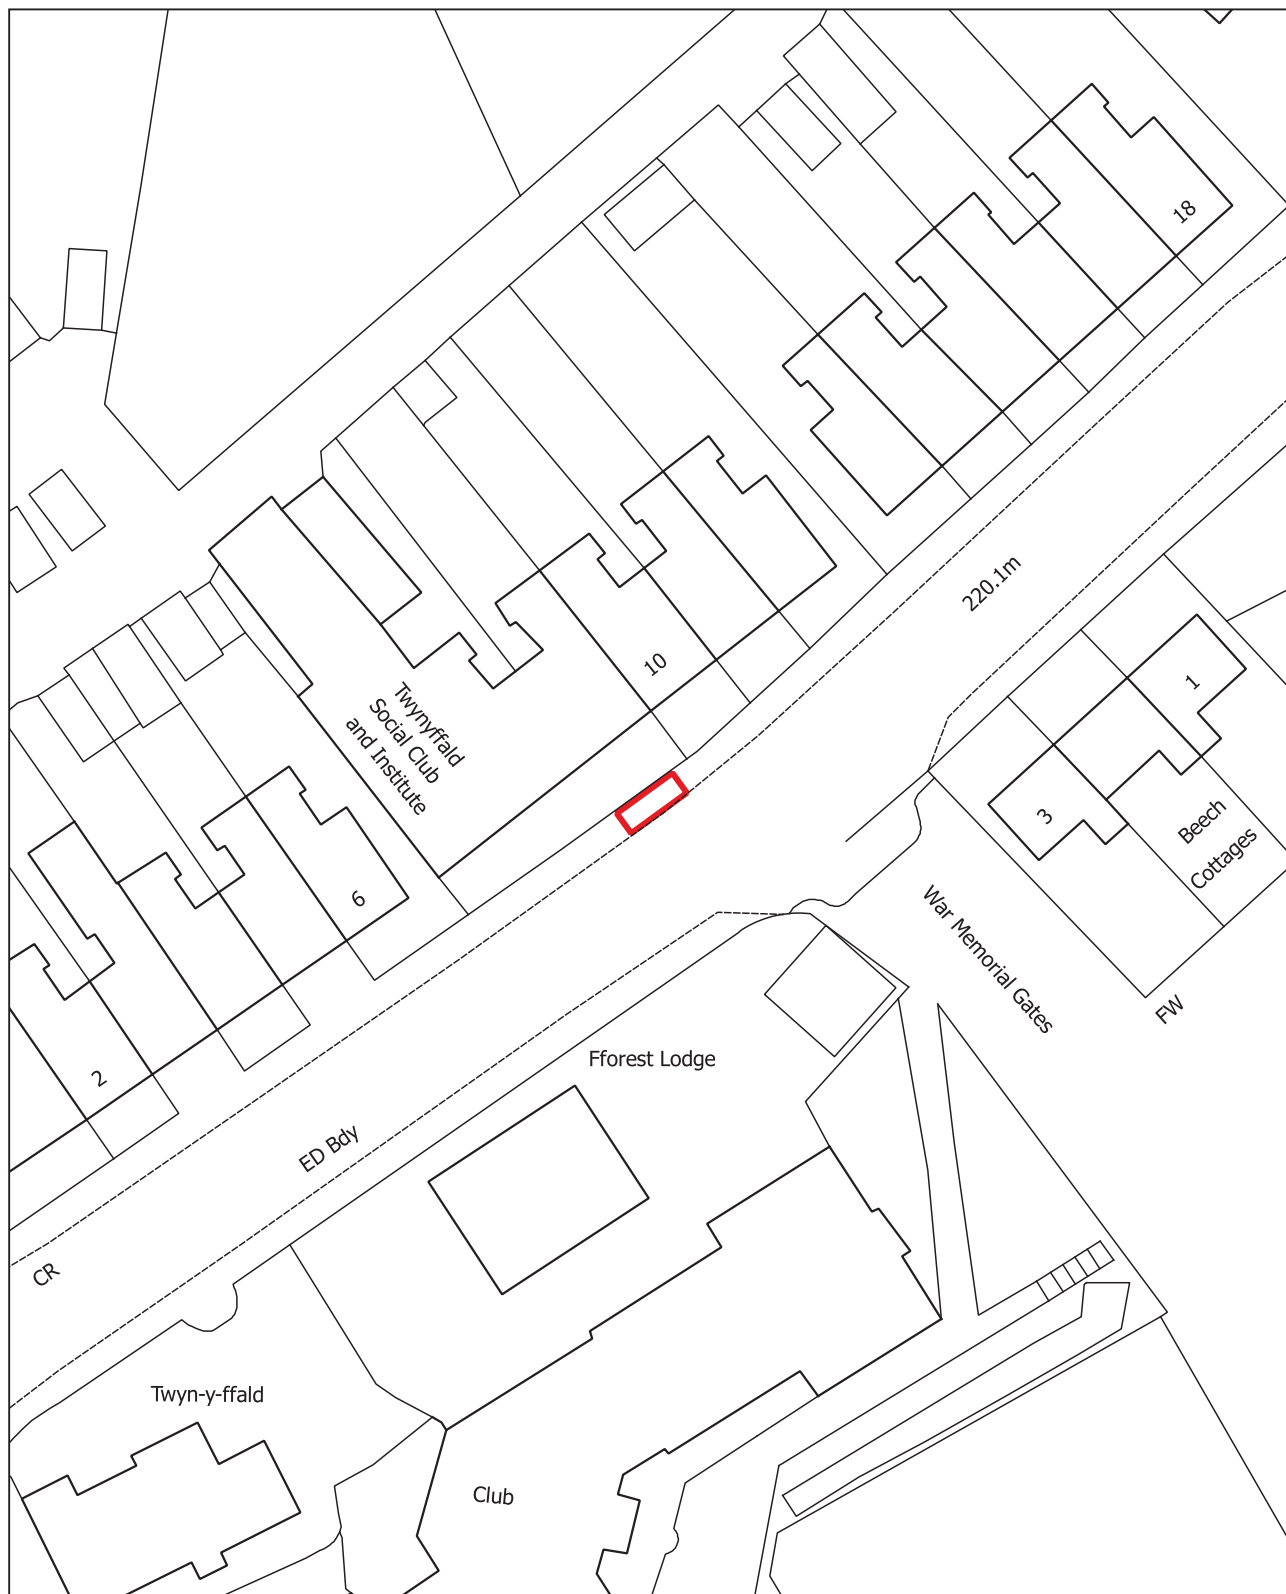 18
220.1m
10
1
Twynyffald
Social Club
and Institute
3
Beech
Cottages
6
War Memorial Gates
FW
Fforest Lodge
2
ED Bdy
CR
Twyn-y-ffald
Club